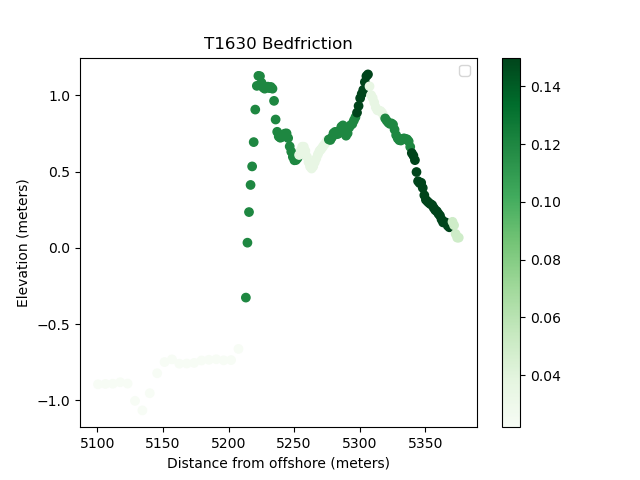 T1630 Bedfriction
1.0
0.5
0.0
−0.5
−1.0
Elevation (meters)
5100 5150 5200 5250 5300 5350
Distance from offshore (meters)
0.14
0.12
0.10
0.08
0.06
0.04